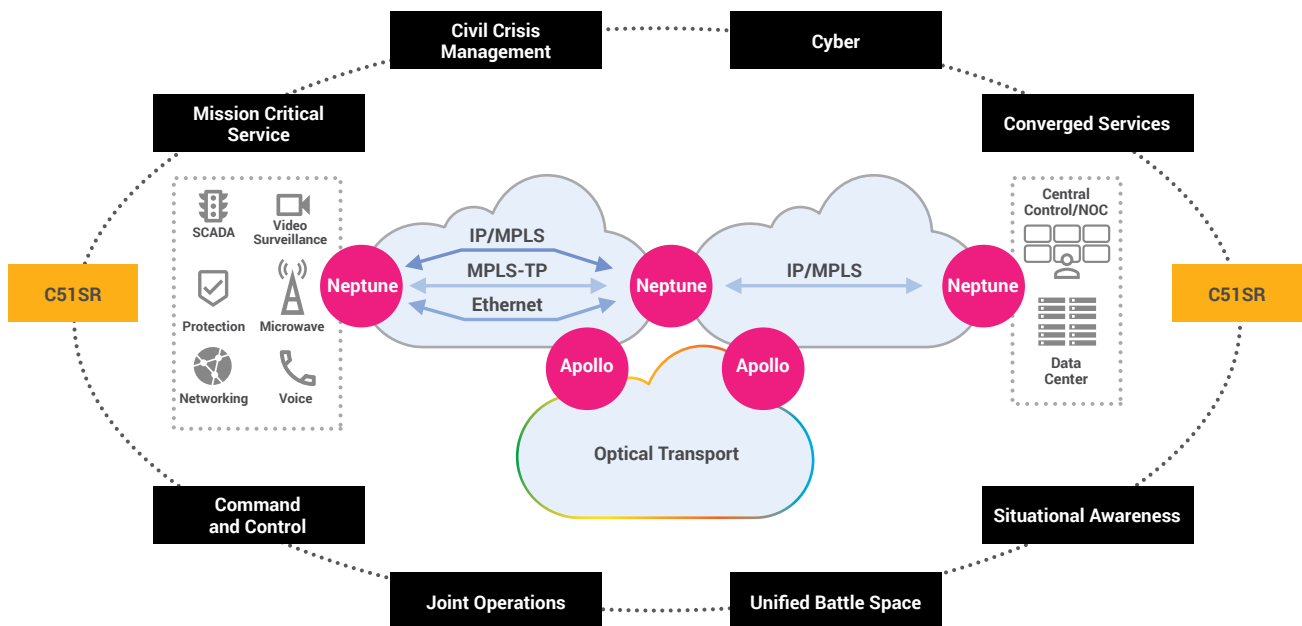 Civil Crisis
Management
Cyber
Mission Critical
Service
Converged Services
SCADA
Video
Surveillance
Protection
Microwave
Networking
Voice
C51SR
Neptune
IP/MPLS
MPLS-TP
Ethernet
Neptune
IP/MPLS
Neptune
Central
Control/NOC
Data
Center
C51SR
Apollo
Apollo
Optical Transport
Command
and Control
Situational Awareness
Joint Operations
Unified Battle Space